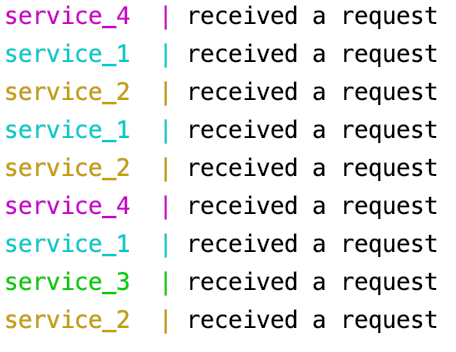 service_4  | received a request
service_1  | received a request
service_2  | received a request
service_1  | received a request
service_2  | received a request
service_4  | received a request
service_1  | received a request
service_3  | received a request
service_2  | received a request